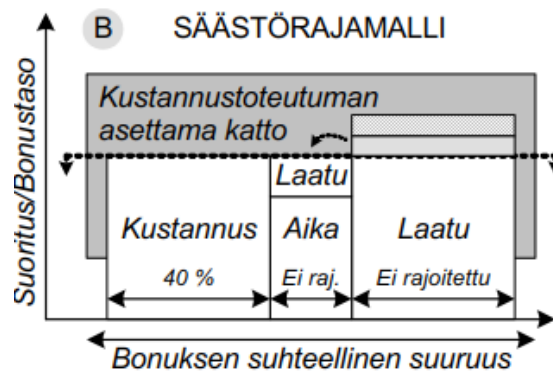 B SÄÄSTÖRAJAMALLI
Suoritus/Bonustaso
Kustannustoteutuman
asettama katto
Laatu
Kustannus Aika Laatu
40 % Ei raj. Ei rajoitettu
Bonuksen suhteellinen suuruus